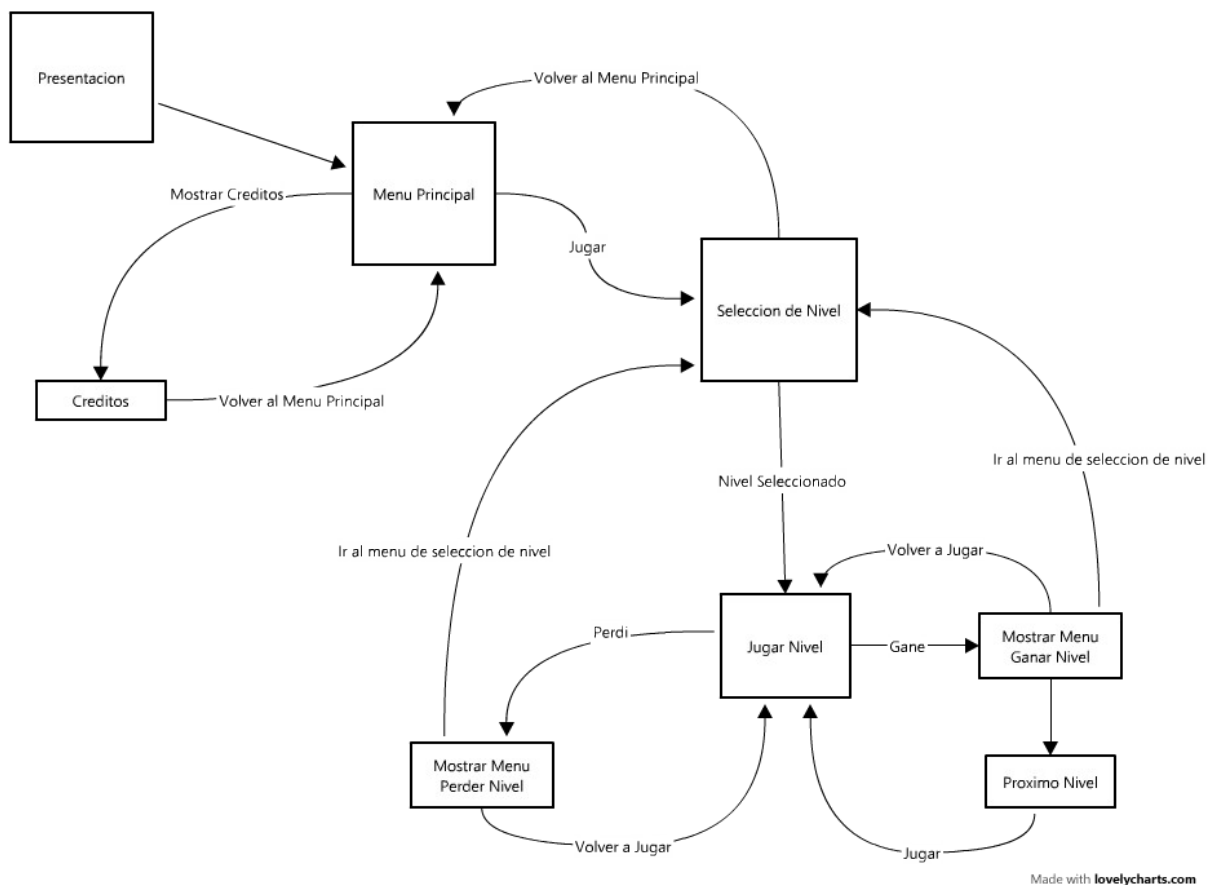 Presentacion
Volver al Menu Principal
Mostrar Creditos
Menu Principal
Jugar
Seleccion de Nivel
Creditos
Volver al Menu Principal
Ir al menu de seleccion de nivel
Nivel Seleccionado
Ir al menu de seleccion de nivel
Volver a Jugar
Perdi
Jugar Nivel
Gane
Mostrar Menu
Ganar Nivel
Mostrar Menu
Perder Nivel
Proximo Nivel
Volver a Jugar
Jugar
Made with lovelycharts.com